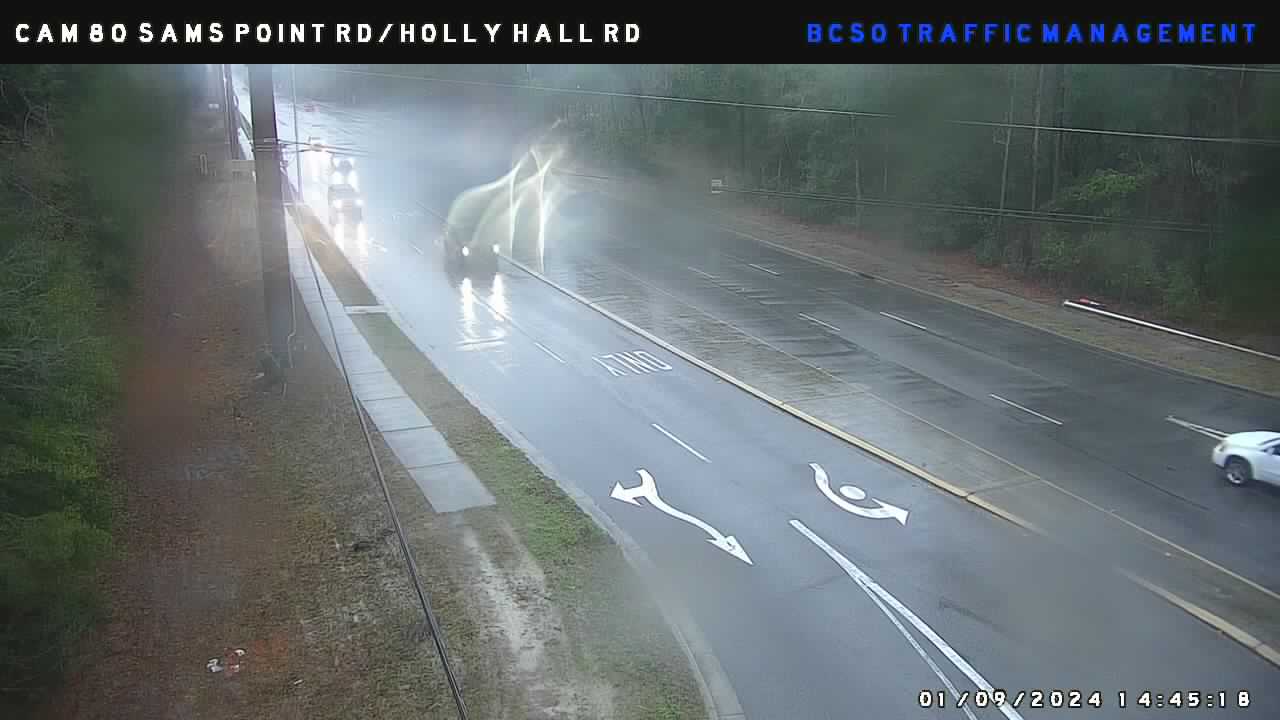 CAM 80 SAMS POINT RD/HOLLY HALL RD
BCSO TRAFFIC MANAGEMENT
ONLY
01/09/2024 14:45:18